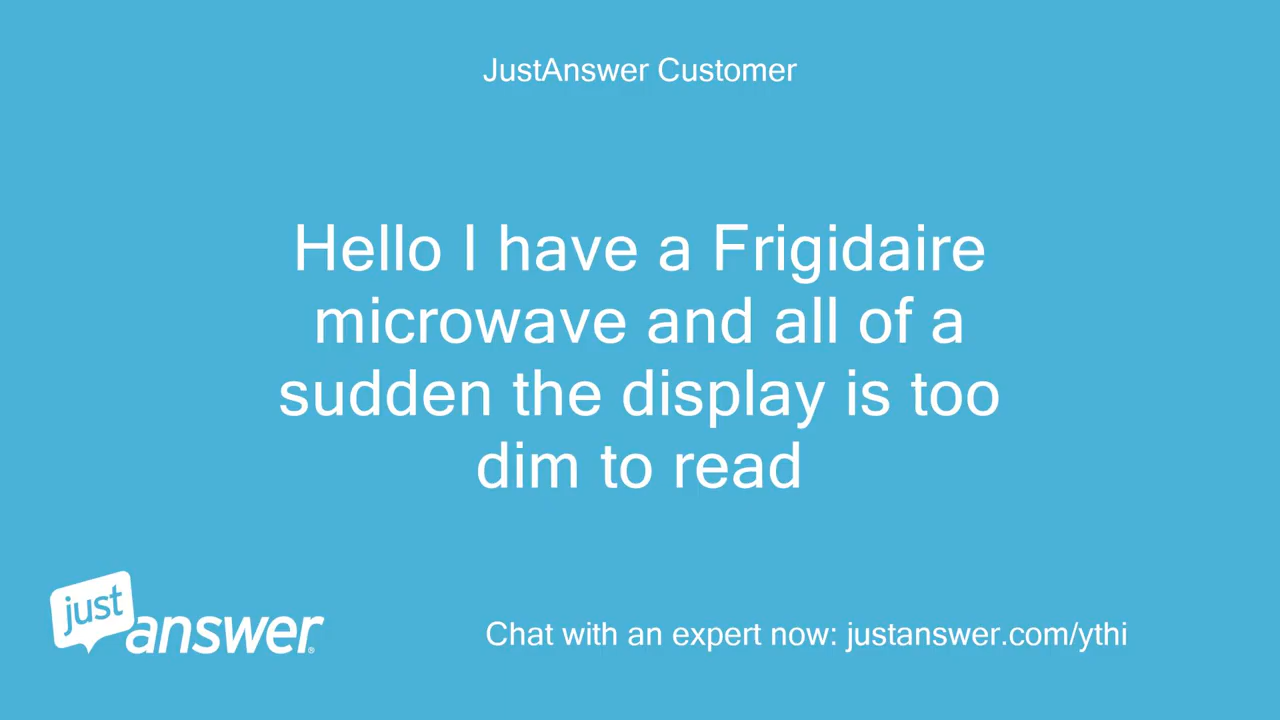 JustAnswer Customer
Hello I have a Frigidaire
microwave and all of a
sudden the display is too
dim to read
just
answer®
Chat with an expert now: justanswer.com/ythi